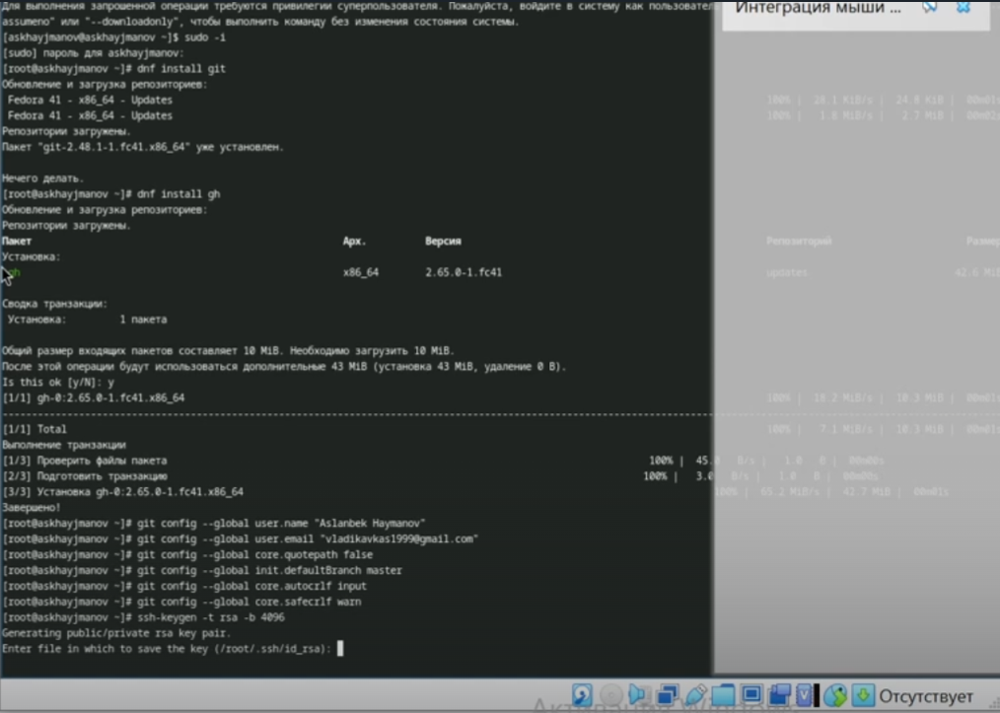 Для выполнения запрошенной операции требуются привилегии суперпользователя. Пожалуйста, войдите в систему как пользовател
assumeno" или "--downloadonly", чтобы выполнить команду без изменения состояния системы.
Интеграция мыши ...
[askhayjmanov@askhayjmanov ~]$ sudo -i
[sudo] пароль для askhayjmanov:
[root@askhayjmanov ~]# dnf install git
Обновление и загрузка репозиториев:
Fedora 41 - x86_64 - Updates 100% | 28.1 KiB/s | 24.8 KiB |
Fedora 41 - x86_64 - Updates 100% | 1.8 MiB/s | 2.7 MiB |
Репозитории загружены.
Пакет "git-2.48.1-1.fc41.x86_64" уже установлен.
Нечего делать.
[root@askhayjmanov ~]# dnf install gh
Обновление и загрузка репозиториев:
Репозитории загружены.
Пакет Арх. Версия Репозиторий Размер
Установка:
gh x86_64 2.65.0-1.fc41 updates 42.6 MiB
Сводка транзакции:
Установка: 1 пакета
Общий размер входящих пакетов составляет 10 MiB. Необходимо загрузить 10 MiB.
После этой операции будут использоваться дополнительные 43 MiB (установка 43 MiB, удаление 0 B).
Is this ok [y/N]: y
[1/1] gh-0:2.65.0-1.fc41.x86_64 100% | 18.2 MiB/s | 10.3 MiB |
[1/1] Total 100% | 7.1 MiB/s | 10.3 MiB |
Выполнение транзакции
[1/3] Проверить файлы пакета 100% | 45. B/s | 1.0 B | 00m00s
[2/3] Подготовить транзакцию 100% | 3.0 B/s | 1.0 B | 00m00s
[3/3] Установка gh-0:2.65.0-1.fc41.x86_64 100% | 65.2 MiB/s | 42.7 MiB | 00m01s
Завершено!
[root@askhayjmanov ~]# git config --global user.name "Aslanbek Haymanov"
[root@askhayjmanov ~]# git config --global user.email "vladikavkas1999@gmail.com"
[root@askhayjmanov ~]# git config --global core.quotepath false
[root@askhayjmanov ~]# git config --global init.defaultBranch master
[root@askhayjmanov ~]# git config --global core.autocrlf input
[root@askhayjmanov ~]# git config --global core.safecrlf warn
[root@askhayjmanov ~]# ssh-keygen -t rsa -b 4096
Generating public/private rsa key pair.
Enter file in which to save the key (/root/.ssh/id_rsa):
Отсутствует